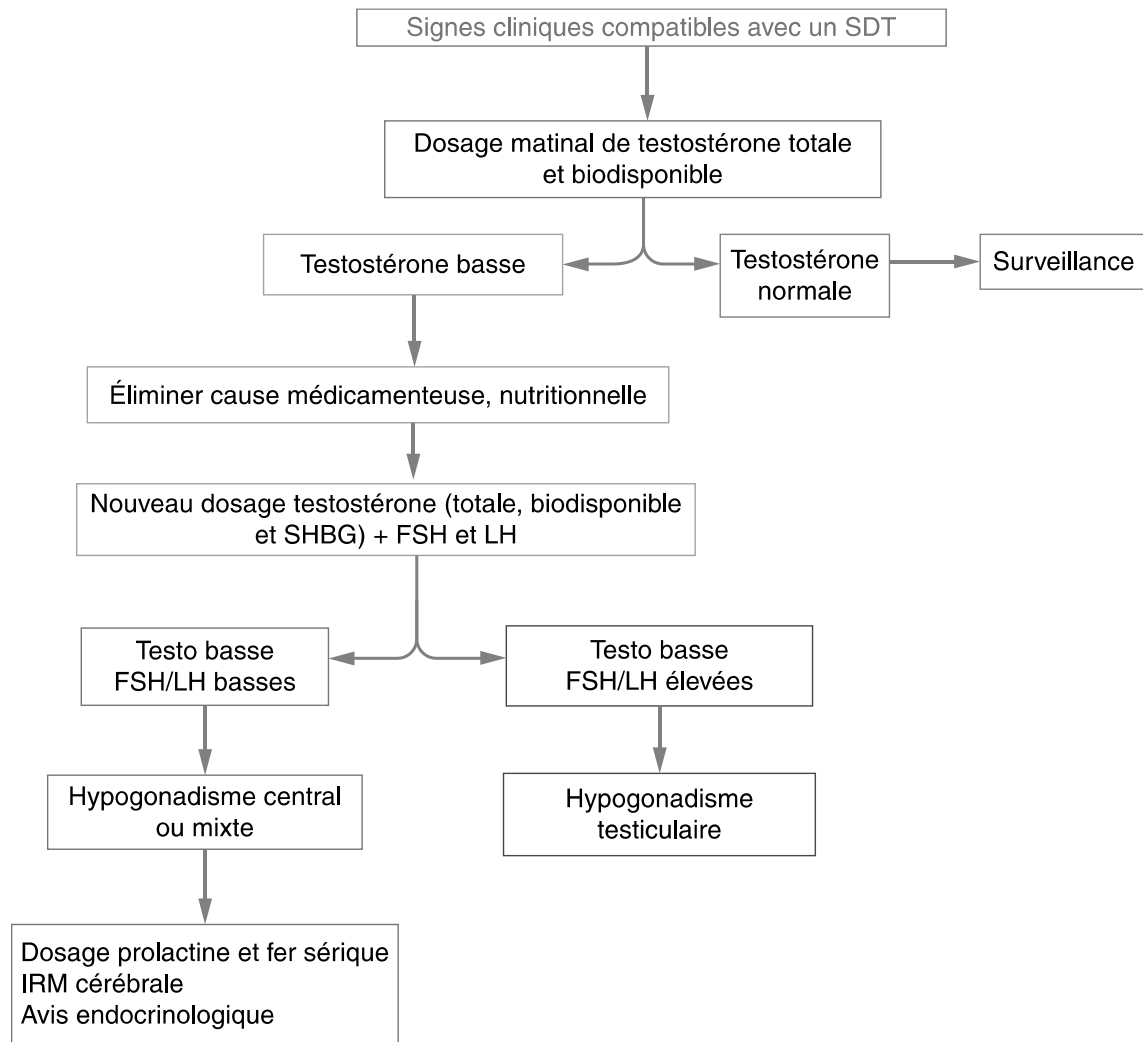 Signes cliniques compatibles avec un SDT
Dosage matinal de testostérone totale
et biodisponible
Testostérone basse
Testostérone
normale
Surveillance
Éliminer cause médicamenteuse, nutritionnelle
Nouveau dosage testostérone (totale, biodisponible
et SHBG) + FSH et LH
Testo basse
FSH/LH basses
Testo basse
FSH/LH élevées
Hypogonadisme central
ou mixte
Hypogonadisme
testiculaire
Dosage prolactine et fer sérique
IRM cérébrale
Avis endocrinologique